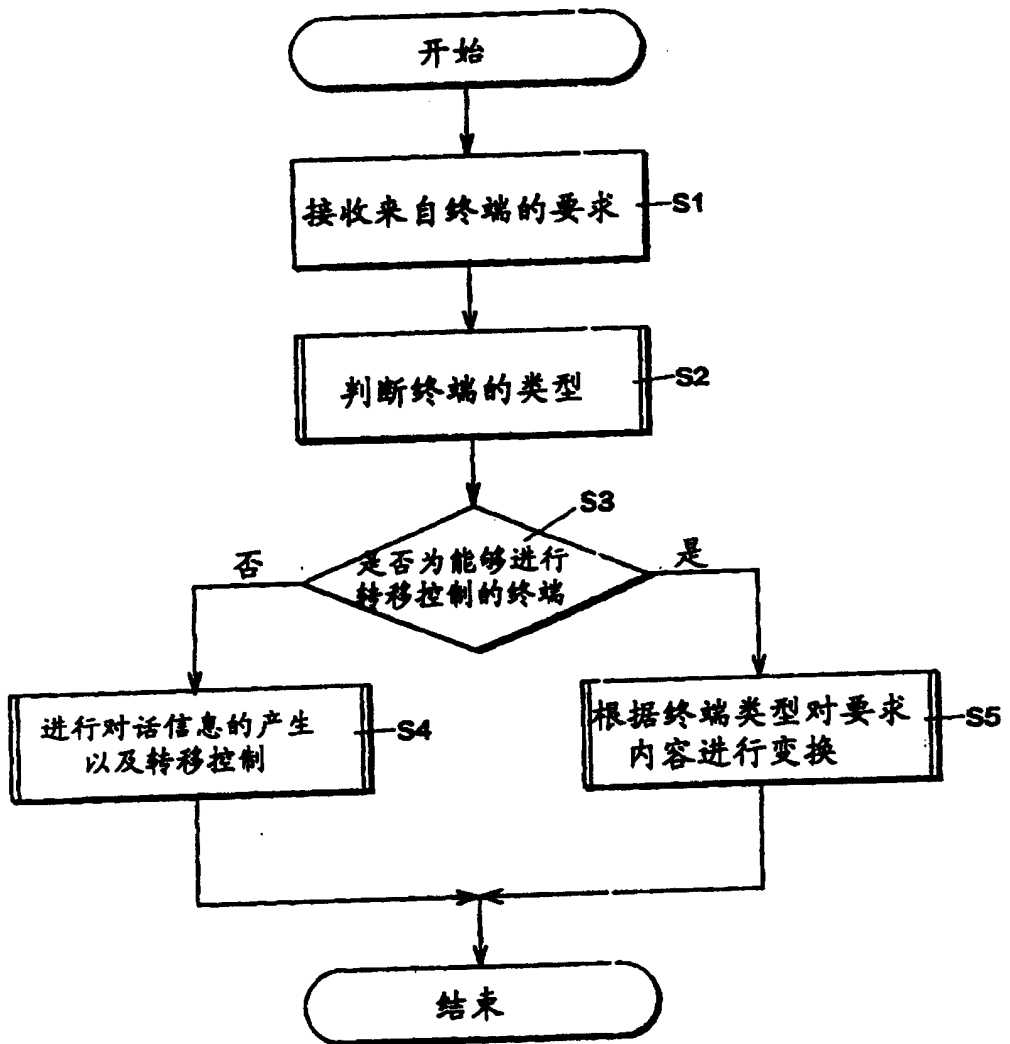 开始
接收来自终端的要求
S1
判断终端的类型
S2
S3
是否为能够进行
转移控制的终端
否
是
进行对话信息的产生
以及转移控制
S4
根据终端类型对要求
内容进行变换
S5
结束